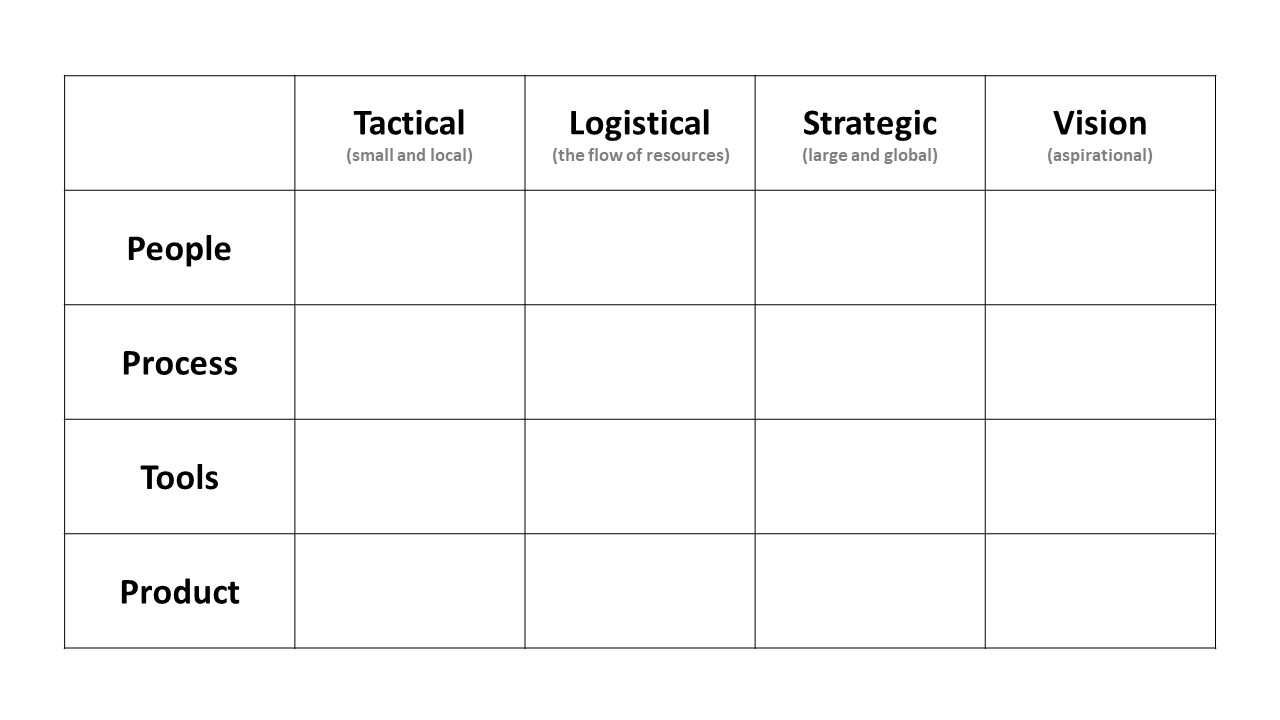 Tactical
(small and local)
Logistical
(the flow of resources)
Strategic
(large and global)
Vision
(aspirational)
People
Process
Tools
Product